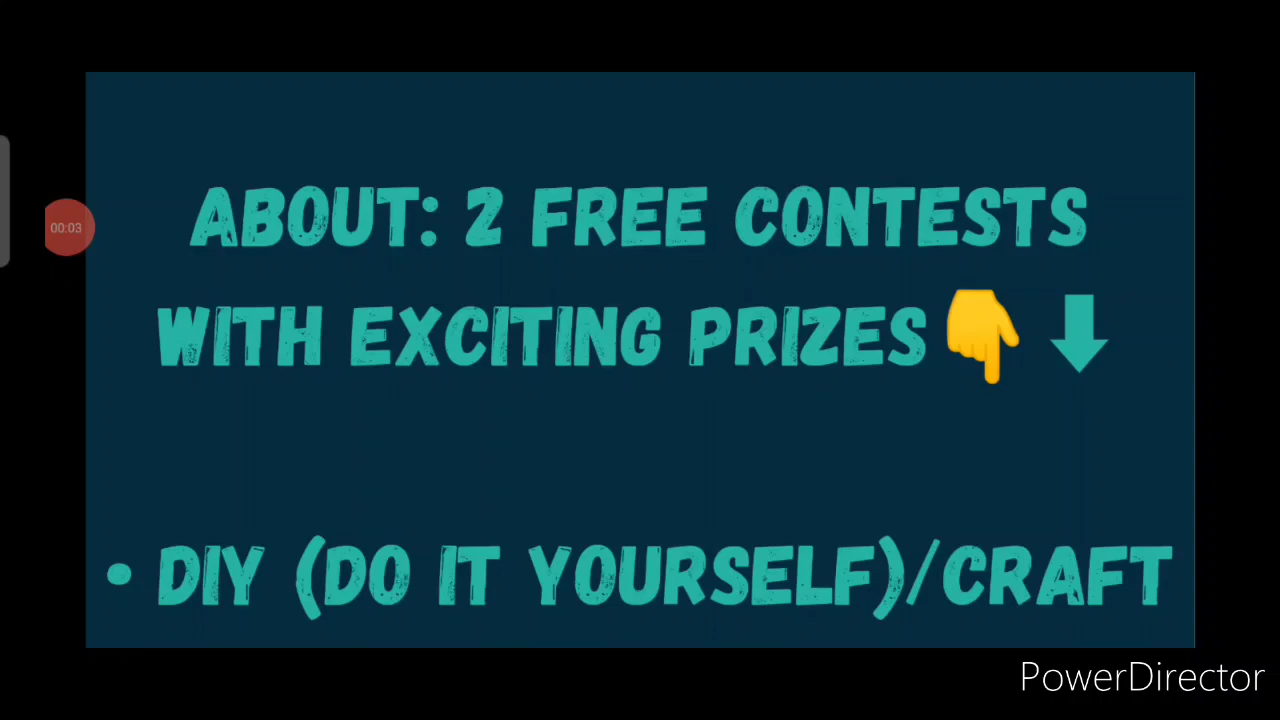 ABOUT: 2 FREE CONTESTS
00:03
WITH EXCITING PRIZES👇⬇
• DIY (DO IT YOURSELF)/CRAFT
PowerDirector